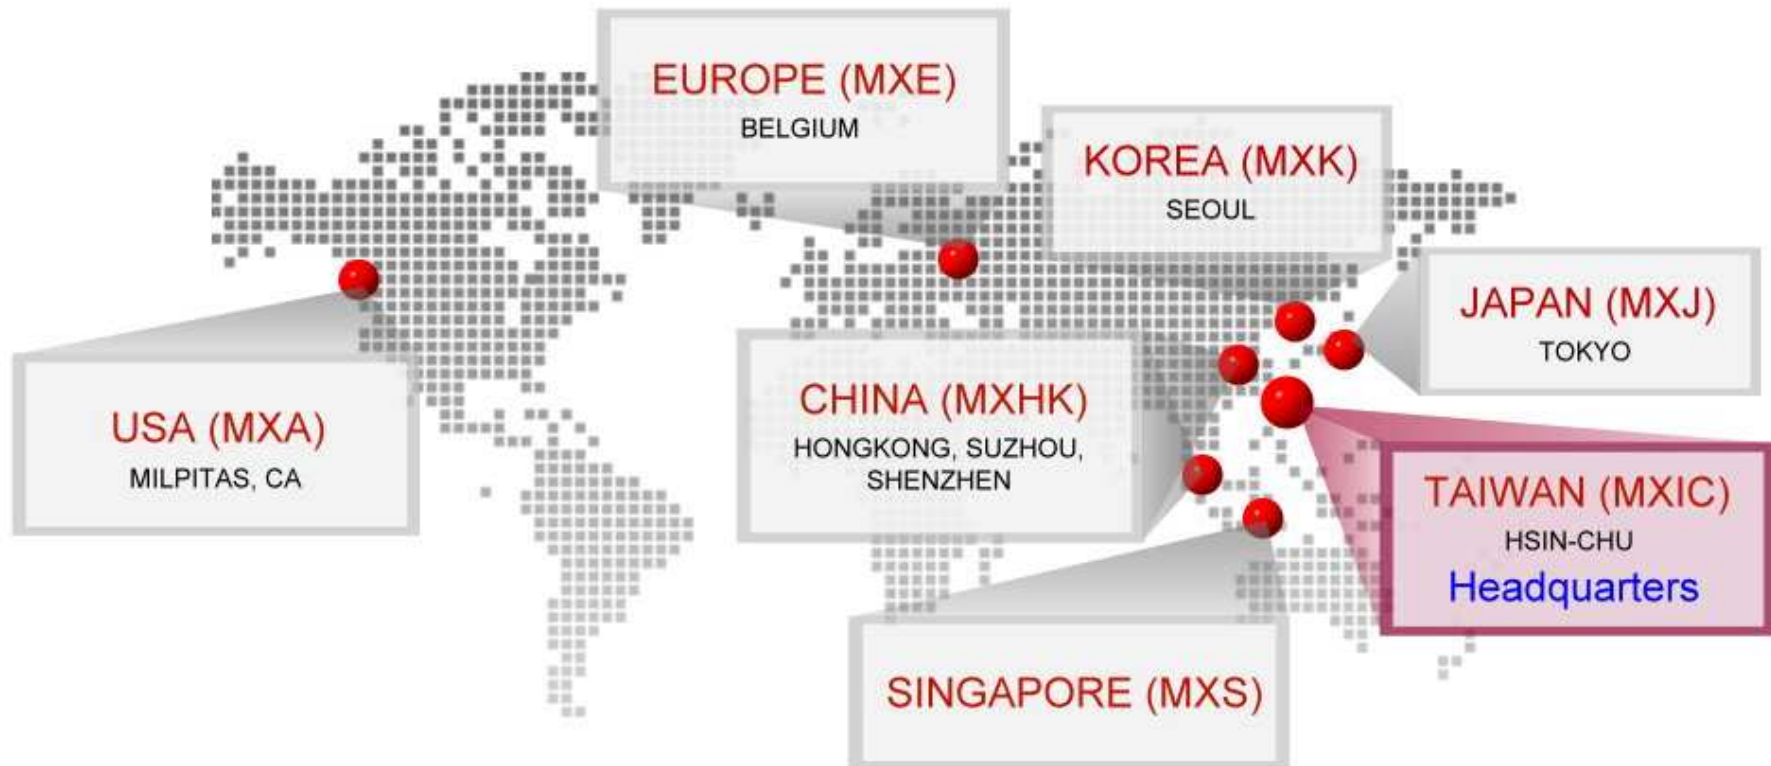 EUROPE (MXE)
BELGIUM
KOREA (MXK)
SEOUL
JAPAN (MXJ)
TOKYO
USA (MXA)
MILPITAS, CA
CHINA (MXHK)
HONGKONG, SUZHOU,
SHENZHEN
TAIWAN (MXIC)
HSIN-CHU
Headquarters
SINGAPORE (MXS)